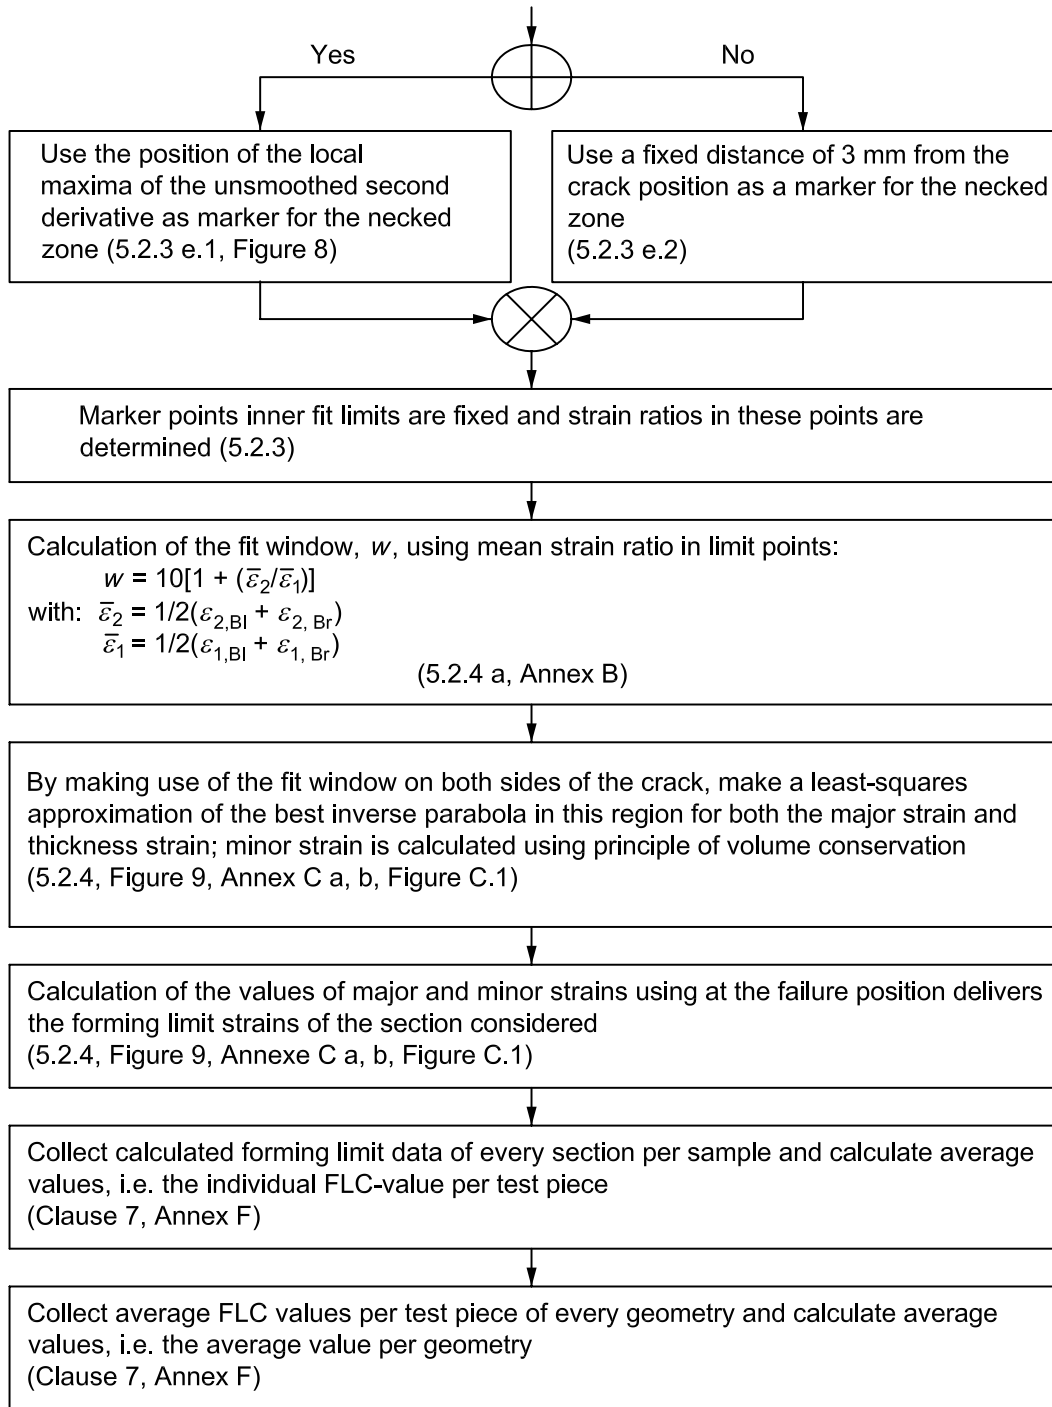 Yes
No
Use the position of the local
maxima of the unsmoothed second
derivative as marker for the necked
zone (5.2.3 e.1, Figure 8)
Use a fixed distance of 3 mm from the
crack position as a marker for the necked
zone
(5.2.3 e.2)
Marker points inner fit limits are fixed and strain ratios in these points are
determined (5.2.3)
Calculation of the fit window, w, using mean strain ratio in limit points:
w = 10[1 + (ε̅₂/ε̅₁)]
with: ε̅₂ = 1/2(ε₂,Bl + ε₂, Br)
ε̅₁ = 1/2(ε₁,Bl + ε₁, Br)
(5.2.4 a, Annex B)
By making use of the fit window on both sides of the crack, make a least-squares
approximation of the best inverse parabola in this region for both the major strain and
thickness strain; minor strain is calculated using principle of volume conservation
(5.2.4, Figure 9, Annex C a, b, Figure C.1)
Calculation of the values of major and minor strains using at the failure position delivers
the forming limit strains of the section considered
(5.2.4, Figure 9, Annexe C a, b, Figure C.1)
Collect calculated forming limit data of every section per sample and calculate average
values, i.e. the individual FLC-value per test piece
(Clause 7, Annex F)
Collect average FLC values per test piece of every geometry and calculate average
values, i.e. the average value per geometry
(Clause 7, Annex F)